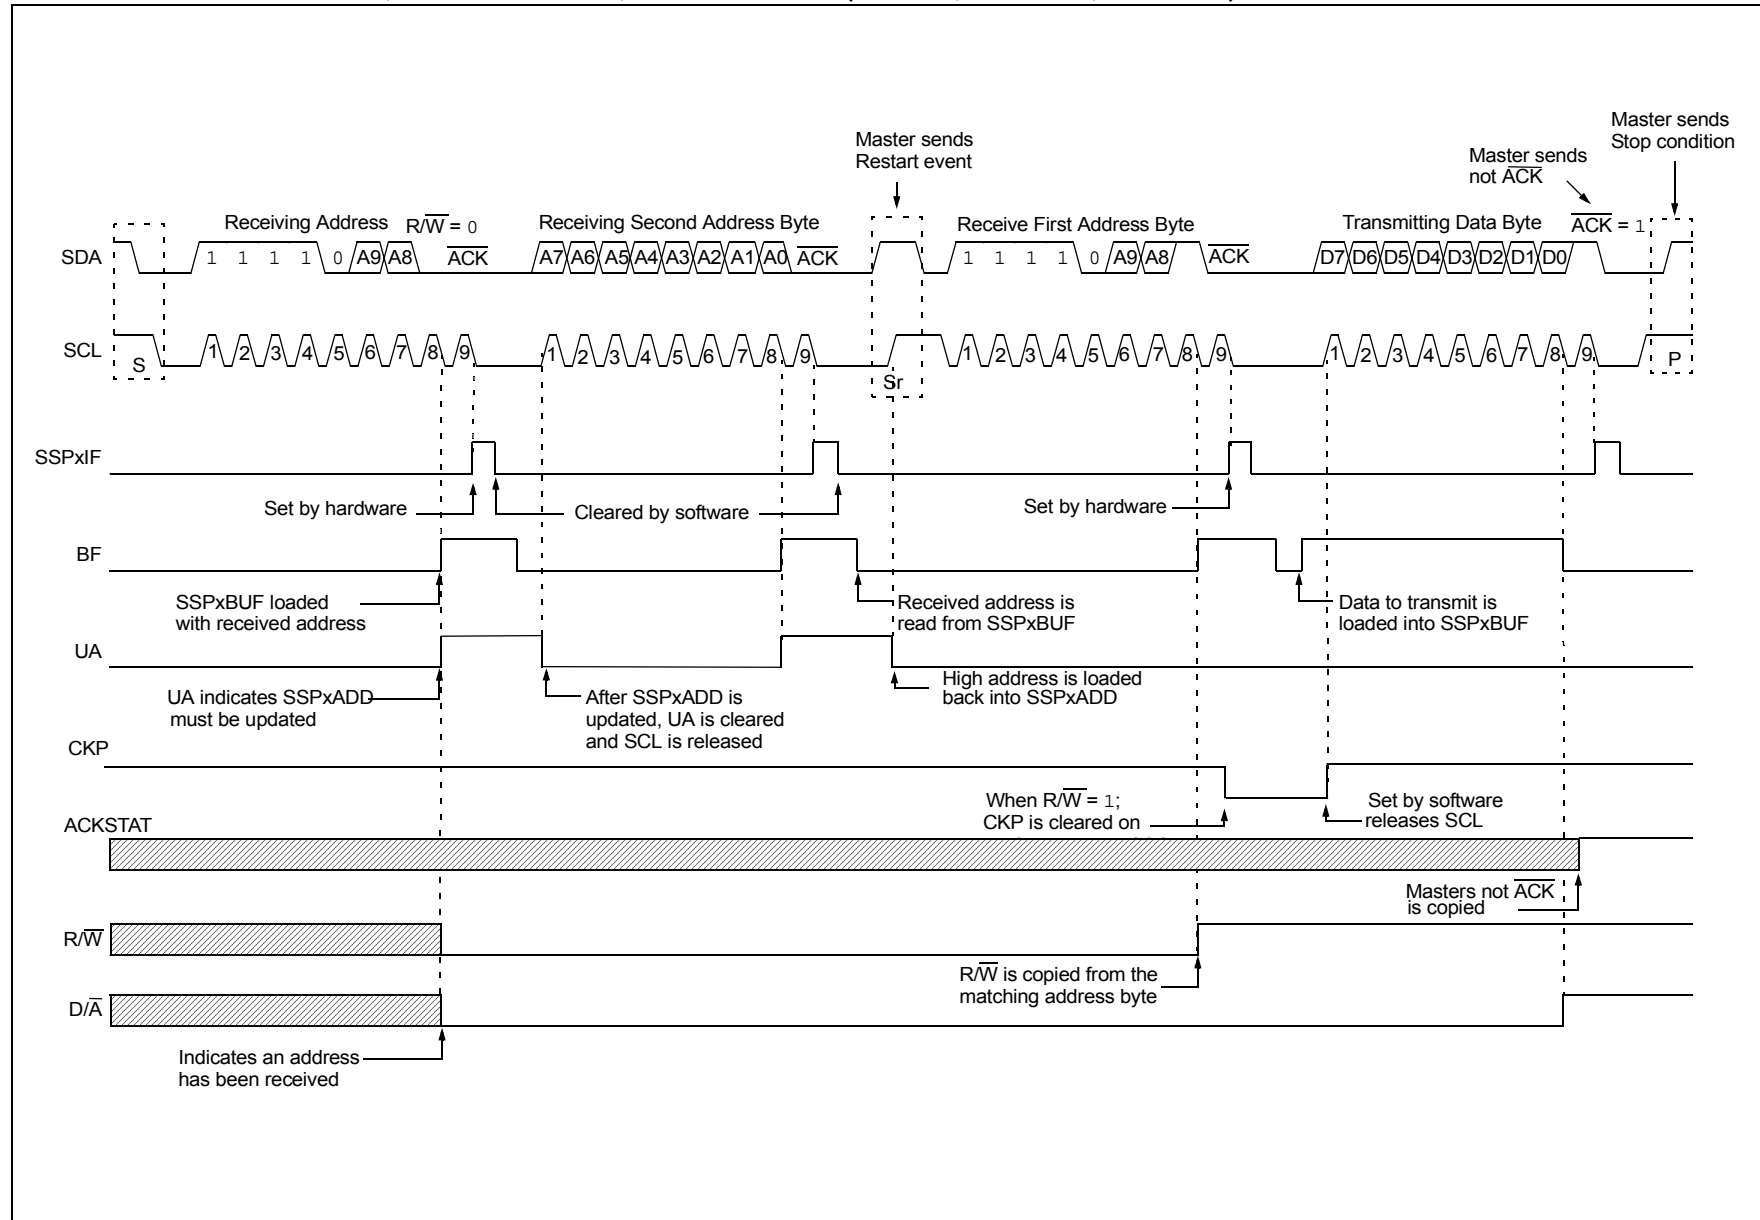 Master sends
Restart event
Master sends
Stop condition
Master sends
not ACK
Receiving Address R/W = 0
Receiving Second Address Byte
Receive First Address Byte
Transmitting Data Byte
ACK = 1
SDA
1 1 1 1 0 A9 A8 ACK
A7 A6 A5 A4 A3 A2 A1 A0 ACK
1 1 1 1 0 A9 A8 ACK
D7 D6 D5 D4 D3 D2 D1 D0
SCL
S
1 2 3 4 5 6 7 8 9
1 2 3 4 5 6 7 8 9
Sr
1 2 3 4 5 6 7 8 9
1 2 3 4 5 6 7 8 9
P
SSPxIF
Set by hardware
Cleared by software
Set by hardware
BF
SSPxBUF loaded
with received address
Received address is
read from SSPxBUF
Data to transmit is
loaded into SSPxBUF
UA
UA indicates SSPxADD
must be updated
After SSPxADD is
updated, UA is cleared
and SCL is released
High address is loaded
back into SSPxADD
CKP
When R/W = 1;
CKP is cleared on
Set by software
releases SCL
ACKSTAT
Masters not ACK
is copied
R/W
R/W is copied from the
matching address byte
D/A
Indicates an address
has been received